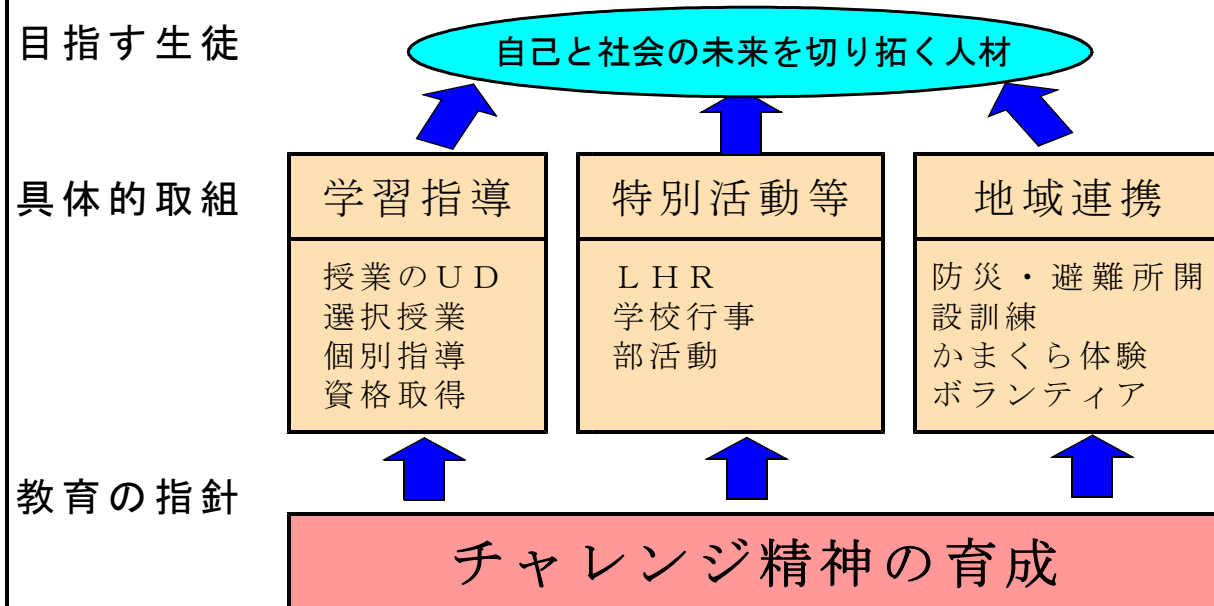 目指す生徒
自己と社会の未来を切り拓く人材
具体的取組
学習指導
授業のＵＤ
選択授業
個別指導
資格取得
特別活動等
ＬＨＲ
学校行事
部活動
地域連携
防災・避難所開
設訓練
かまくら体験
ボランティア
教育の指針
チャレンジ精神の育成